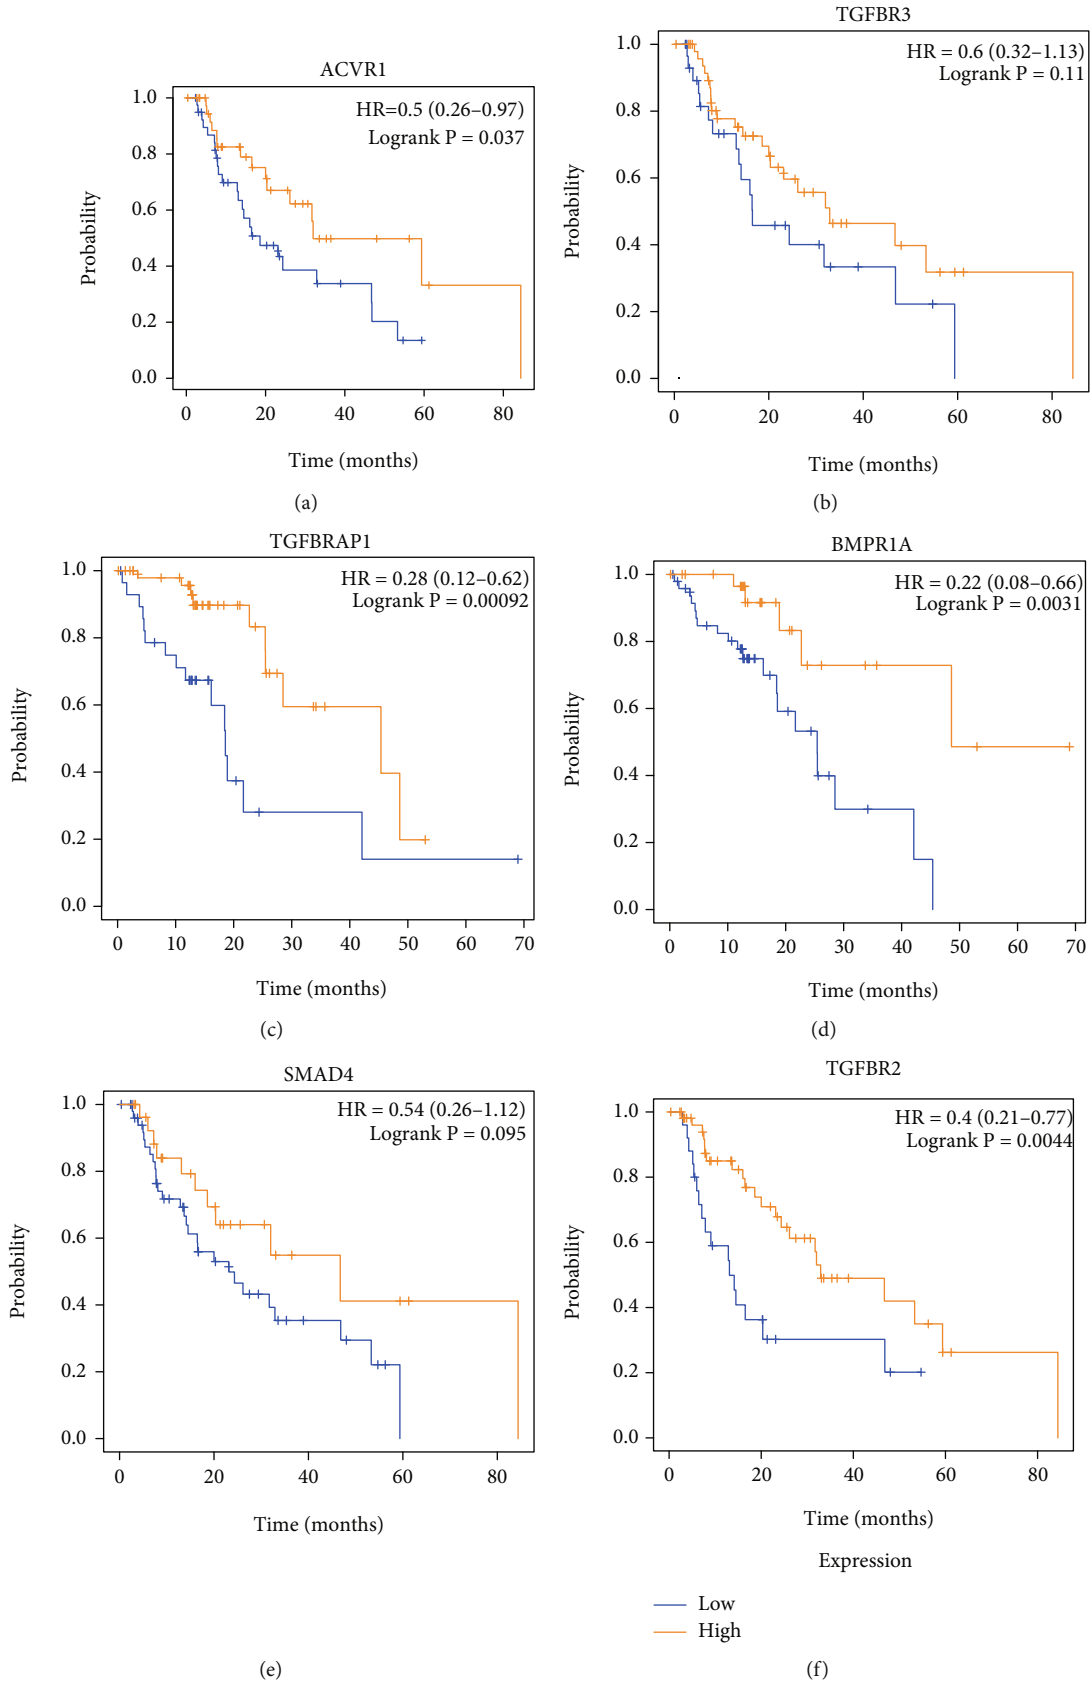 ACVR1
HR=0.5 (0.26–0.97)
Logrank P = 0.037
Probability
1.0
0.8
0.6
0.4
0.2
0.0
0 20 40 60 80
Time (months)
(a)
TGFBR3
HR = 0.6 (0.32–1.13)
Logrank P = 0.11
Probability
1.0
0.8
0.6
0.4
0.2
0.0
0 20 40 60 80
Time (months)
(b)
TGFBRAP1
HR = 0.28 (0.12–0.62)
Logrank P = 0.00092
Probability
1.0
0.8
0.6
0.4
0.2
0.0
0 10 20 30 40 50 60 70
Time (months)
(c)
BMPR1A
HR = 0.22 (0.08–0.66)
Logrank P = 0.0031
Probability
1.0
0.8
0.6
0.4
0.2
0.0
0 10 20 30 40 50 60 70
Time (months)
(d)
SMAD4
HR = 0.54 (0.26–1.12)
Logrank P = 0.095
Probability
1.0
0.8
0.6
0.4
0.2
0.0
0 20 40 60 80
Time (months)
(e)
TGFBR2
HR = 0.4 (0.21–0.77)
Logrank P = 0.0044
Probability
1.0
0.8
0.6
0.4
0.2
0.0
0 20 40 60 80
Time (months)
Expression
Low
High
(f)